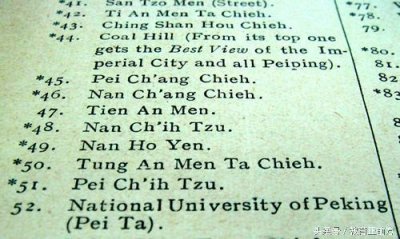 *41. San Tzo Men (Street).
*42. Ti An Men Ta Chieh.
*43. Ching Shan Hou Chieh.
*44. Coal Hill (From its top one
gets the Best View of the Im-
perial City and all Peiping).
*45. Pei Ch'ang Chieh.
*46. Nan Ch'ang Chieh.
47. Tien An Men.
*48. Nan Ch'ih Tzu.
*49. Nan Ho Yen.
*50. Tung An Men Ta Chieh.
*51. Pei Ch'ih Tzu.
52. National University of Peking
(Pei Ta).
*77.
*78.
79.
*80.
81.
82.
*83